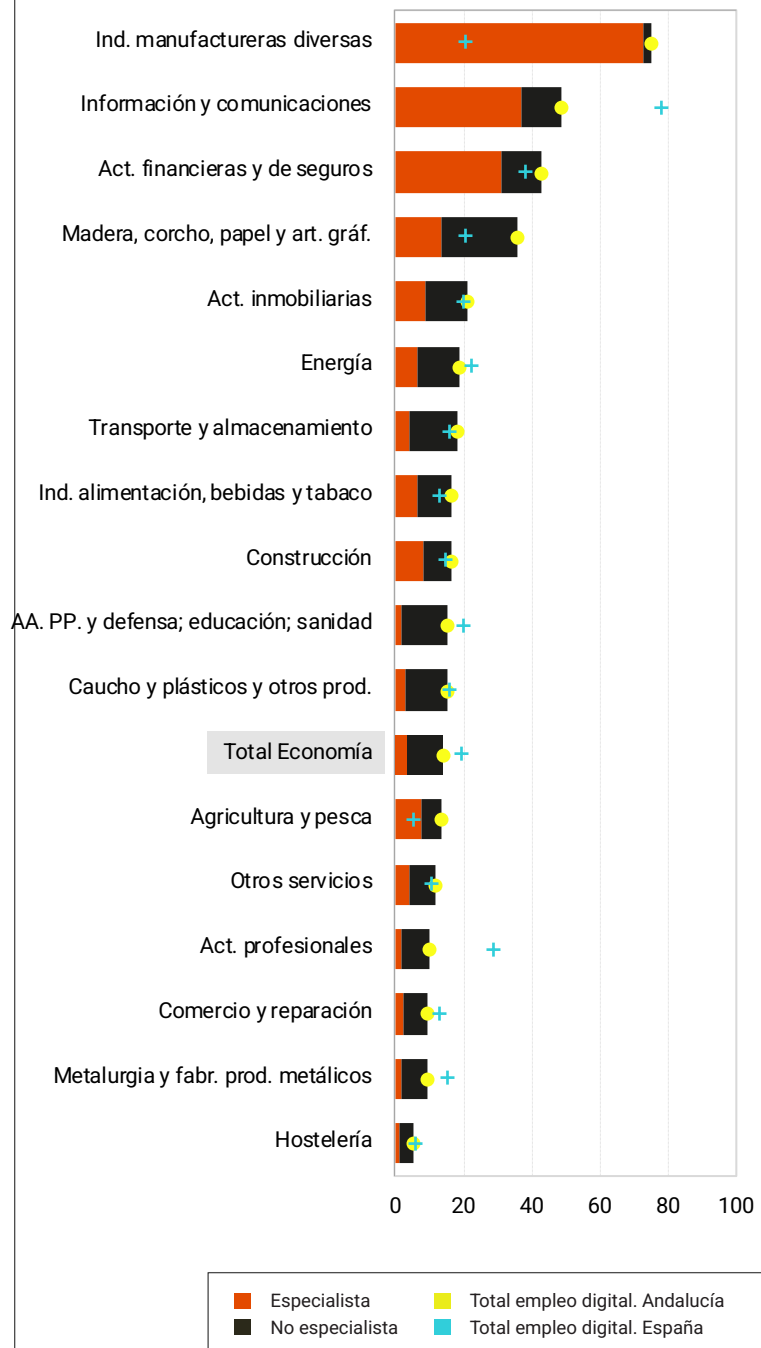 Ind. manufactureras diversas
Información y comunicaciones
Act. financieras y de seguros
Madera, corcho, papel y art. gráf.
Act. inmobiliarias
Energía
Transporte y almacenamiento
Ind. alimentación, bebidas y tabaco
Construcción
AA. PP. y defensa; educación; sanidad
Caucho y plásticos y otros prod.
Total Economía
Agricultura y pesca
Otros servicios
Act. profesionales
Comercio y reparación
Metalurgia y fabr. prod. metálicos
Hostelería
0 20 40 60 80 100
Especialista Total empleo digital. Andalucía
No especialista Total empleo digital. España